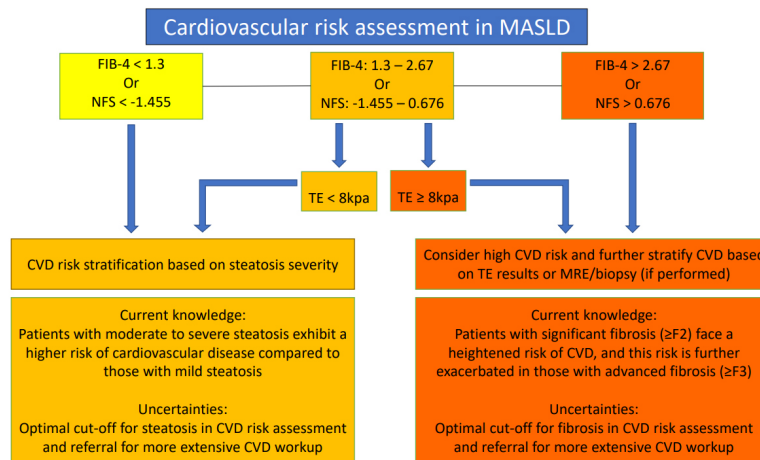 Cardiovascular risk assessment in MASLD
FIB-4 < 1.3
Or
NFS < -1.455
FIB-4: 1.3 – 2.67
Or
NFS: -1.455 – 0.676
FIB-4 > 2.67
Or
NFS > 0.676
TE < 8kpa
TE ≥ 8kpa
CVD risk stratification based on steatosis severity
Consider high CVD risk and further stratify CVD based
on TE results or MRE/biopsy (if performed)
Current knowledge:
Patients with moderate to severe steatosis exhibit a
higher risk of cardiovascular disease compared to
those with mild steatosis
Uncertainties:
Optimal cut-off for steatosis in CVD risk assessment
and referral for more extensive CVD workup
Current knowledge:
Patients with significant fibrosis (≥F2) face a
heightened risk of CVD, and this risk is further
exacerbated in those with advanced fibrosis (≥F3)
Uncertainties:
Optimal cut-off for fibrosis in CVD risk assessment
and referral for more extensive CVD workup